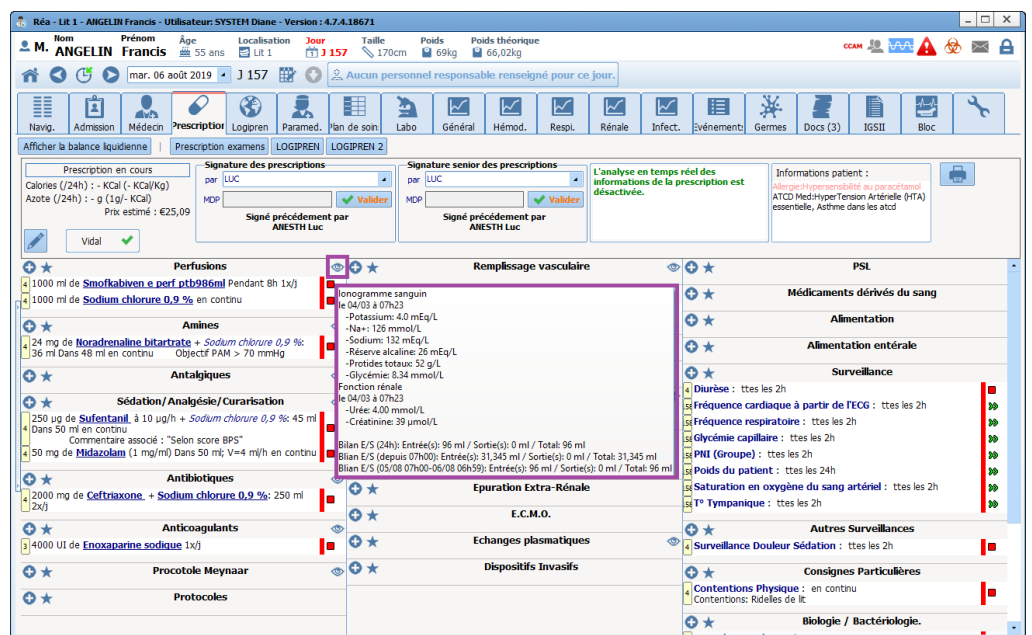 Réa - Lit 1 - ANGELIN Francis - Utilisateur: SYSTEM Diane - Version : 4.7.4.18671
Nom Prénom Âge Localisation Jour Taille Poids Poids théorique
M. ANGELIN Francis 55 ans Lit 1 J 157 170cm 69kg 66,02kg
CCAM
mar. 06 août 2019 J 157 Aucun personnel responsable renseigné pour ce jour.
Navig. Admission Médecin Prescription Logipren Paramed. Plan de soin Labo Général Hémod. Respi. Rénale Infect. Evénement: Germes Docs (3) IGSII Bloc
Afficher la balance liquidienne | Prescription examens LOGIPREN LOGIPREN 2
Prescription en cours
Calories (/24h) : - KCal (- KCal/Kg)
Azote (/24h) : - g (1g/- KCal)
Prix estimé : €25,09
Vidal
Signature des prescriptions
par LUC
MDP Valider
Signé précédement par
ANESTH Luc
Signature senior des prescriptions
par LUC
MDP Valider
Signé précédement par
ANESTH Luc
L'analyse en temps réel des
informations de la prescription est
désactivée.
Informations patient :
Allergie:Hypersensibilité au paracétamol
ATCD Med:HyperTension Artérielle (HTA)
essentielle, Asthme dans les atcd
Perfusions
4 1000 ml de Smofkabiven e perf ptb986ml Pendant 8h 1x/j
4 1000 ml de Sodium chlorure 0,9 % en continu
Amines
4 24 mg de Noradrenaline bitartrate + Sodium chlorure 0,9 %:
36 ml Dans 48 ml en continu Objectif PAM > 70 mmHg
Antalgiques
Sédation/Analgésie/Curarisation
4 250 µg de Sufentanil à 10 µg/h + Sodium chlorure 0,9 %: 45 ml
Dans 50 ml en continu
Commentaire associé : "Selon score BPS"
4 50 mg de Midazolam (1 mg/ml) Dans 50 ml; V=4 ml/h en continu
Antibiotiques
4 2000 mg de Ceftriaxone + Sodium chlorure 0,9 %: 250 ml
2x/j
Anticoagulants
3 4000 UI de Enoxaparine sodique 1x/j
Procotole Meynaar
Protocoles
Remplissage vasculaire
Ionogramme sanguin
le 04/03 à 07h23
-Potassium: 4.0 mEq/L
-Na+: 126 mmol/L
-Sodium: 132 mEq/L
-Réserve alcaline: 26 mEq/L
-Protides totaux: 52 g/L
-Glycémie: 8.34 mmol/L
Fonction rénale
le 04/03 à 07h23
-Urée: 4.00 mmol/L
-Créatinine: 39 µmol/L
Bilan E/S (24h): Entrée(s): 96 ml / Sortie(s): 0 ml / Total: 96 ml
Bilan E/S (depuis 07h00): Entrée(s): 31,345 ml / Sortie(s): 0 ml / Total: 31,345 ml
Blian E/S (05/08 07h00-06/08 06h59): Entrée(s): 96 ml / Sortie(s): 0 ml / Total: 96 ml
Epuration Extra-Rénale
E.C.M.O.
Echanges plasmatiques
Dispositifs Invasifs
PSL
Médicaments dérivés du sang
Alimentation
Alimentation entérale
Surveillance
4 Diurèse : ttes les 2h
Fréquence cardiaque à partir de l'ECG : ttes les 2h
Fréquence respiratoire : ttes les 2h
Glycémie capillaire : ttes les 2h
PNI (Groupe) : ttes les 2h
Poids du patient : ttes les 24h
Saturation en oxygène du sang artériel : ttes les 2h
T° Tympanique : ttes les 2h
Autres Surveillances
4 Surveillance Douleur Sédation : ttes les 2h
Consignes Particulières
4 Contentions Physique : en continu
Contentions: Ridelles de lit
Biologie / Bactériologie.